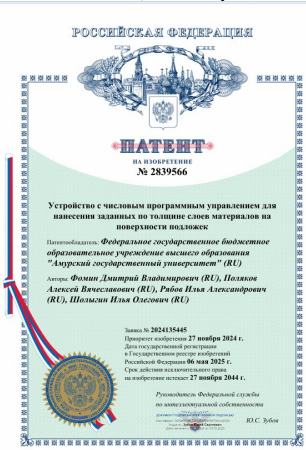 РОССИЙСКАЯ ФЕДЕРАЦИЯ
ПАТЕНТ
НА ИЗОБРЕТЕНИЕ
№ 2839566
Устройство с числовым программным управлением для
нанесения заданных по толщине слоев материалов на
поверхности подложек
Патентообладатель: Федеральное государственное бюджетное
образовательное учреждение высшего образования
"Амурский государственный университет" (RU)
Авторы: Фомин Дмитрий Владимирович (RU), Поляков
Алексей Вячеславович (RU), Рябов Илья Александрович
(RU), Шолыгин Илья Олегович (RU)
Заявка № 2024135445
Приоритет изобретения 27 ноября 2024 г.
Дата государственной регистрации
в Государственном реестре изобретений
Российской Федерации 06 мая 2025 г.
Срок действия исключительного права
на изобретение истекает 27 ноября 2044 г.
Руководитель Федеральной службы
по интеллектуальной собственности
Ю.С. Зубов